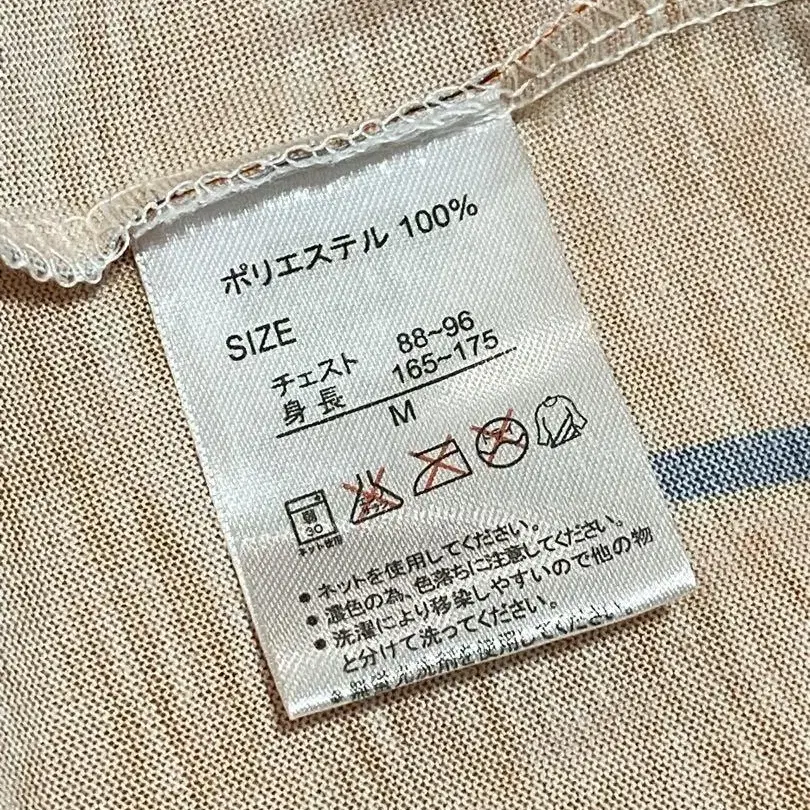 ポリエステル 100%
SIZE
チェスト 88~96
身長 165~175
M
弱
30
ネット使用
● ネットを使用してください。
● 濃色の為、色落ちに注意してください。
● 洗濯により移染しやすいので他の物
と分けて洗ってください。